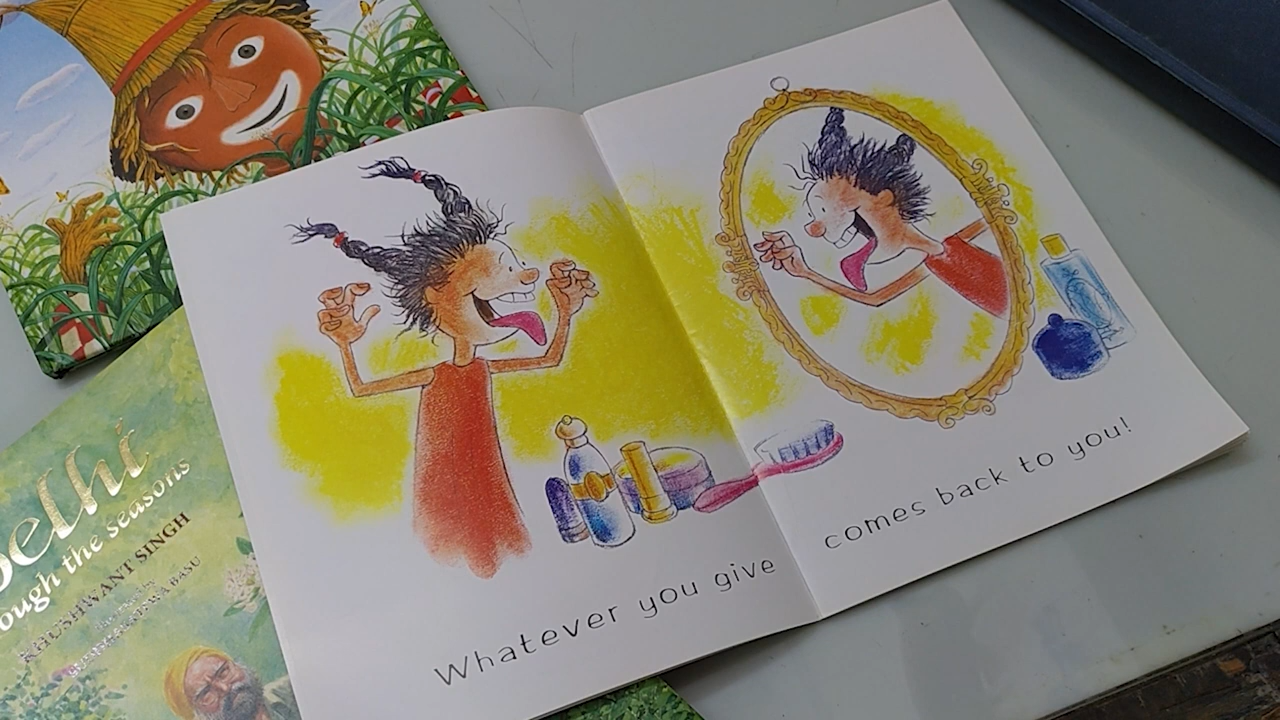 Whatever you give
comes back to you!
elhi
ough the seasons
KHUSHWANT SINGH